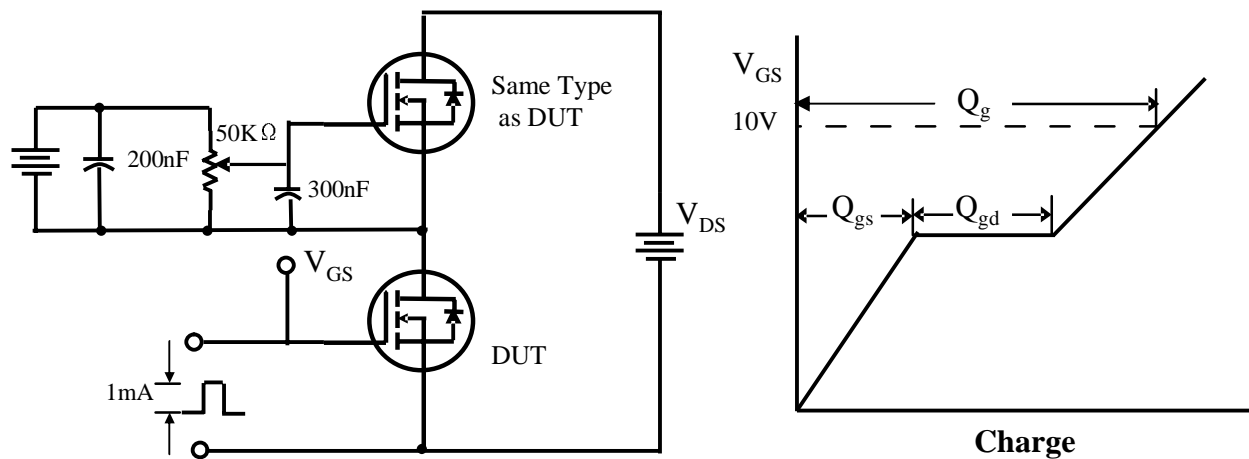 Same Type
as DUT
50KΩ
200nF
300nF
V_GS
V_DS
DUT
1mA
V_GS
10V
Q_g
Q_gs
Q_gd
Charge